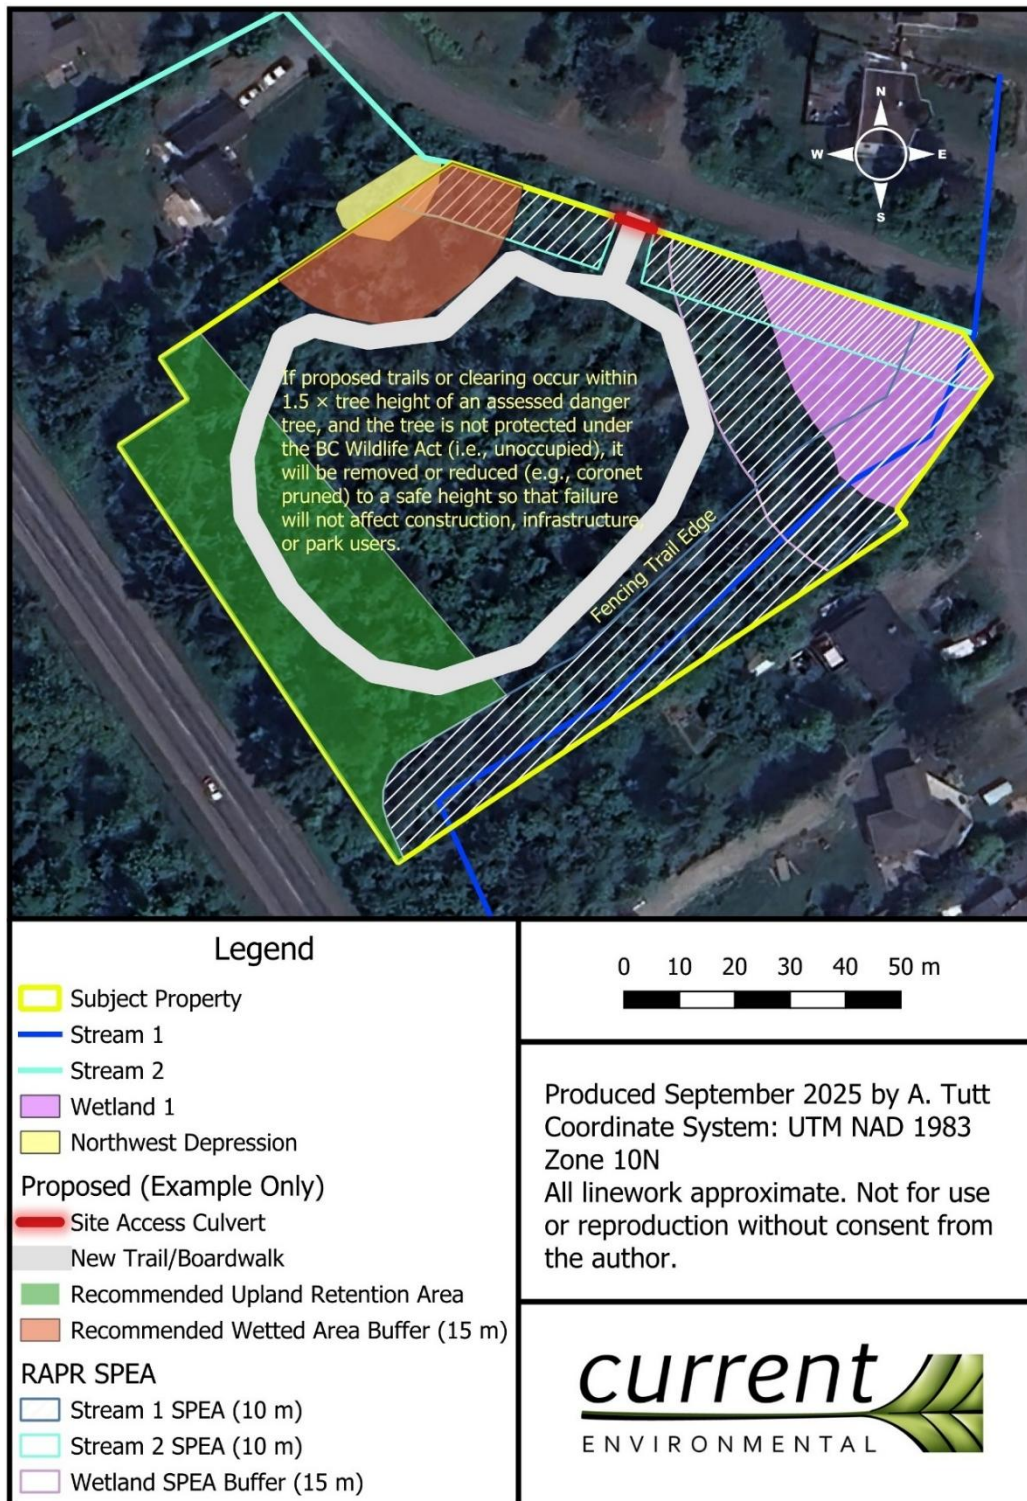 N
W
E
S
If proposed trails or clearing occur within
1.5 × tree height of an assessed danger
tree, and the tree is not protected under
the BC Wildlife Act (i.e., unoccupied), it
will be removed or reduced (e.g., coronet
pruned) to a safe height so that failure
will not affect construction, infrastructure,
or park users.
Fencing Trail Edge
Legend
Subject Property
Stream 1
Stream 2
Wetland 1
Northwest Depression
Proposed (Example Only)
Site Access Culvert
New Trail/Boardwalk
Recommended Upland Retention Area
Recommended Wetted Area Buffer (15 m)
RAPR SPEA
Stream 1 SPEA (10 m)
Stream 2 SPEA (10 m)
Wetland SPEA Buffer (15 m)
0 10 20 30 40 50 m
Produced September 2025 by A. Tutt
Coordinate System: UTM NAD 1983
Zone 10N
All linework approximate. Not for use
or reproduction without consent from
the author.
current
ENVIRONMENTAL